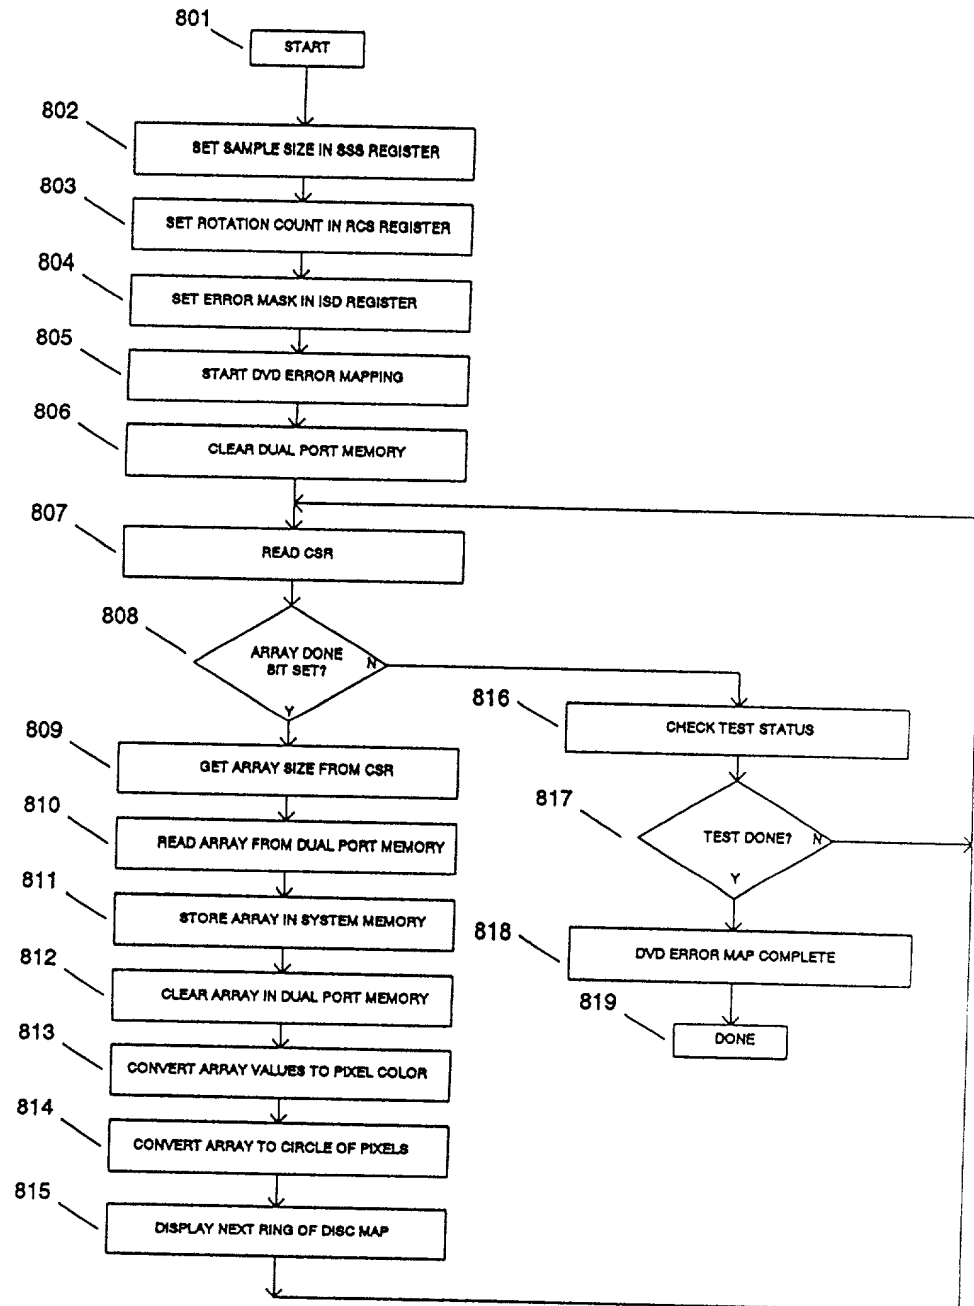 801
START
802
SET SAMPLE SIZE IN SSS REGISTER
803
SET ROTATION COUNT IN RCS REGISTER
804
SET ERROR MASK IN ISD REGISTER
805
START DVD ERROR MAPPING
806
CLEAR DUAL PORT MEMORY
807
READ CSR
808
ARRAY DONE
BIT SET?
N
Y
809
GET ARRAY SIZE FROM CSR
810
READ ARRAY FROM DUAL PORT MEMORY
811
STORE ARRAY IN SYSTEM MEMORY
812
CLEAR ARRAY IN DUAL PORT MEMORY
813
CONVERT ARRAY VALUES TO PIXEL COLOR
814
CONVERT ARRAY TO CIRCLE OF PIXELS
815
DISPLAY NEXT RING OF DISC MAP
816
CHECK TEST STATUS
817
TEST DONE?
N
Y
818
DVD ERROR MAP COMPLETE
819
DONE